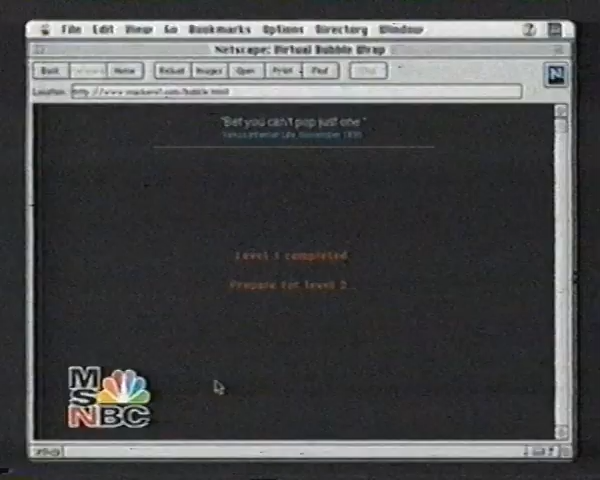 File Edit View Go Bookmarks Options Directory Window
Netscape: Virtual Bubble Wrap
Back Home Reload Images Open Print Find
Location:
"Bet you can't pop just one."
Level 1 completed
Prepare for level 2
MSNBC